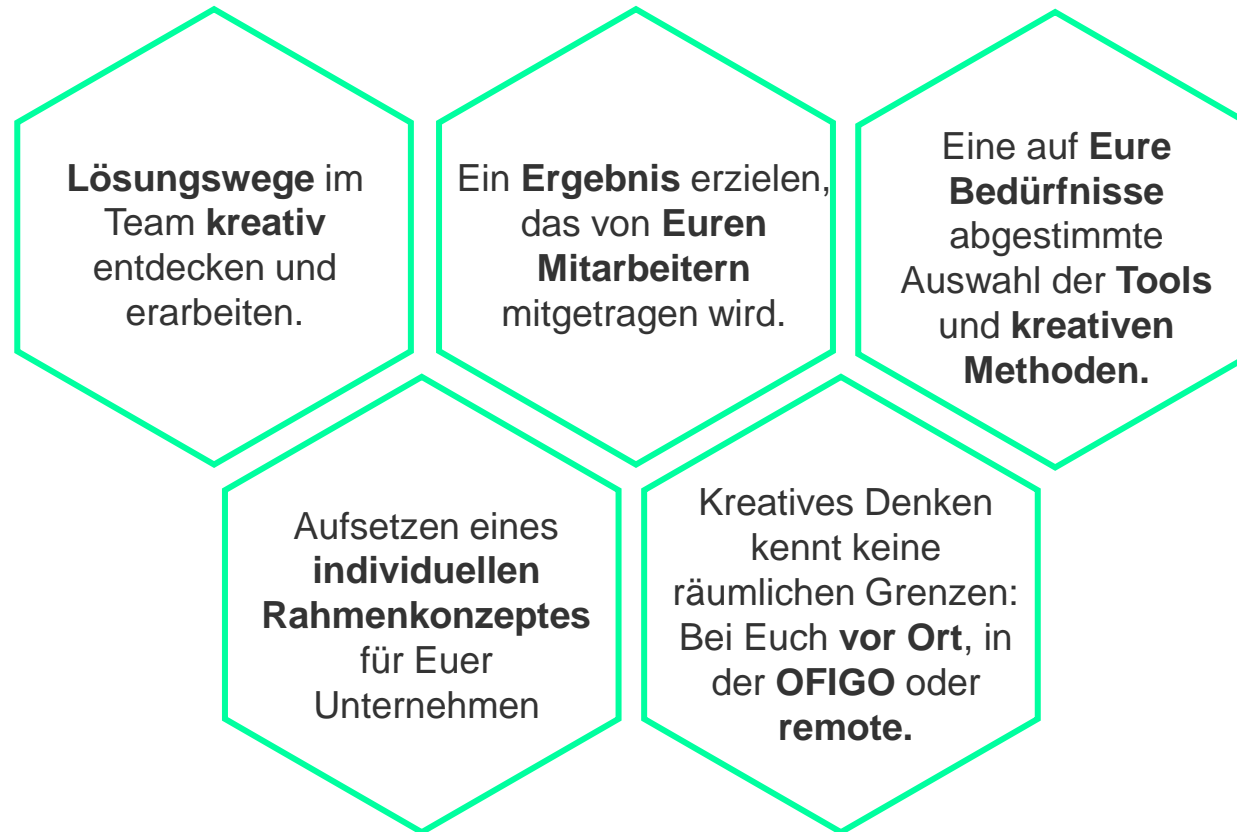 Lösungswege im
Team kreativ
entdecken und
erarbeiten.
Ein Ergebnis erzielen,
das von Euren
Mitarbeitern
mitgetragen wird.
Eine auf Eure
Bedürfnisse
abgestimmte
Auswahl der Tools
und kreativen
Methoden.
Aufsetzen eines
individuellen
Rahmenkonzeptes
für Euer
Unternehmen
Kreatives Denken
kennt keine
räumlichen Grenzen:
Bei Euch vor Ort, in
der OFIGO oder
remote.